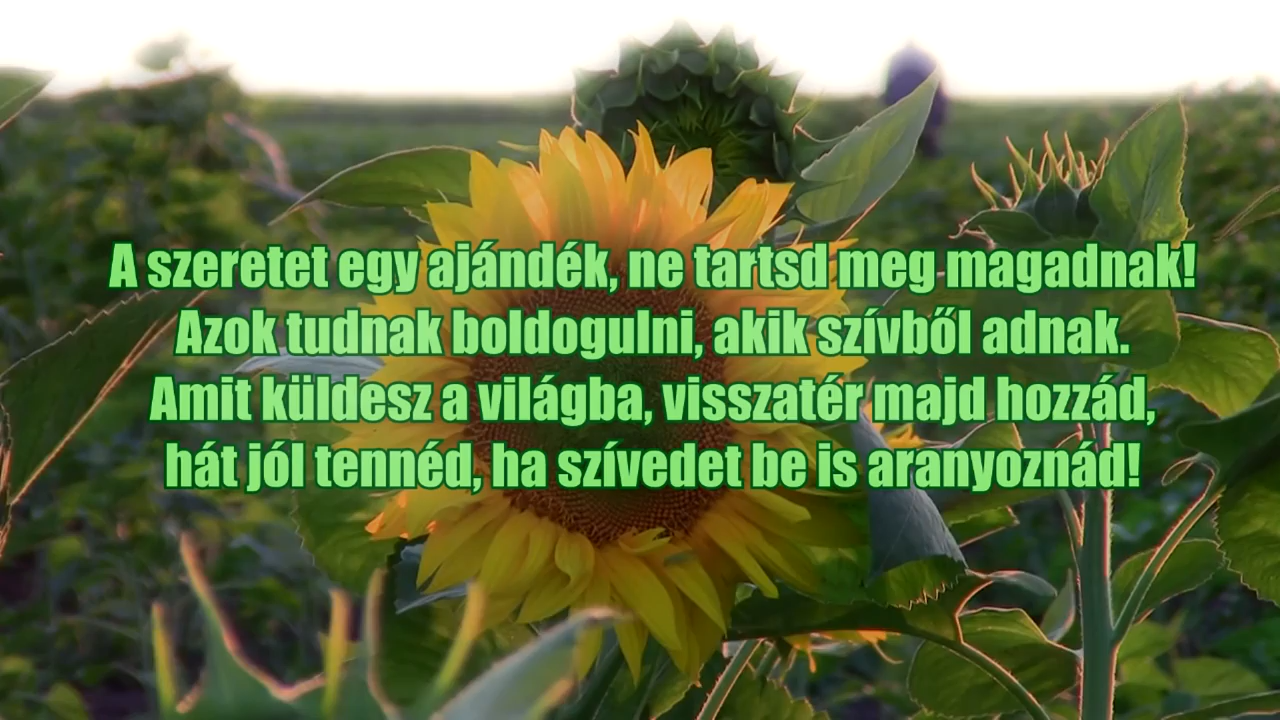 A szeretet egy ajándék, ne tartsd meg magadnak!
Azok tudnak boldogulni, akik szívből adnak.
Amit küldesz a világba, visszatér majd hozzád,
hát jól tennéd, ha szívedet be is aranyoznád!